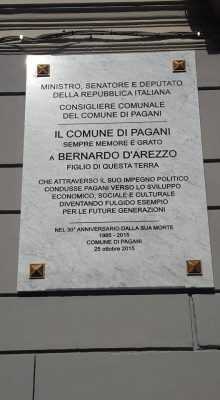 MINISTRO, SENATORE E DEPUTATO
DELLA REPUBBLICA ITALIANA
CONSIGLIERE COMUNALE
DEL COMUNE DI PAGANI
IL COMUNE DI PAGANI
SEMPRE MEMORE E GRATO
A BERNARDO D'AREZZO
FIGLIO DI QUESTA TERRA
CHE ATTRAVERSO IL SUO IMPEGNO POLITICO
CONDUSSE PAGANI VERSO LO SVILUPPO
ECONOMICO, SOCIALE E CULTURALE
DIVENTANDO FULGIDO ESEMPIO
PER LE FUTURE GENERAZIONI
NEL 30° ANNIVERSARIO DALLA SUA MORTE
1985 - 2015
COMUNE DI PAGANI
25 ottobre 2015